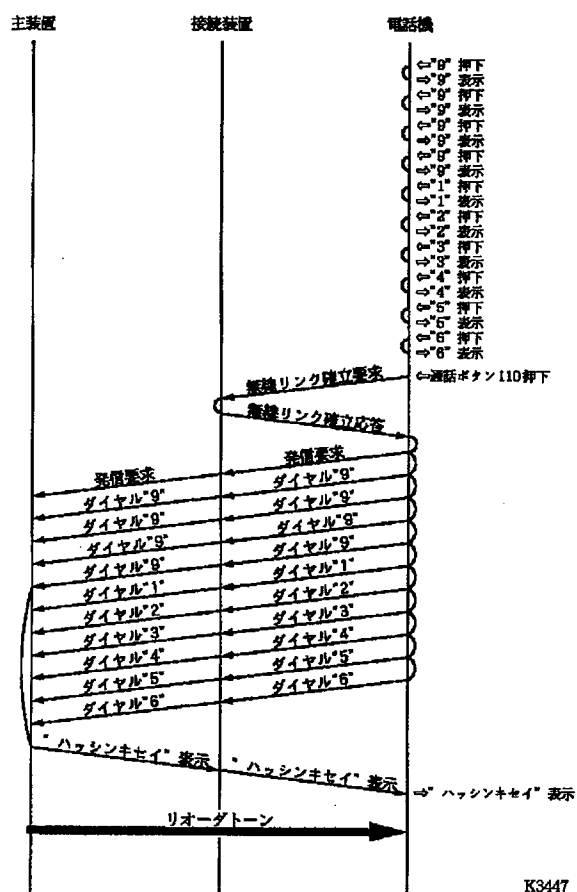 主装置 接続装置 電話機
⇦"9" 押下
⇨"9" 表示
⇦"9" 押下
⇨"9" 表示
⇦"9" 押下
⇨"9" 表示
⇦"9" 押下
⇨"9" 表示
⇦"1" 押下
⇨"1" 表示
⇦"2" 押下
⇨"2" 表示
⇦"3" 押下
⇨"3" 表示
⇦"4" 押下
⇨"4" 表示
⇦"5" 押下
⇨"5" 表示
⇦"6" 押下
⇨"6" 表示
無線リンク確立要求 ⇦通話ボタン110押下
無線リンク確立応答
発信要求 発信要求
ダイヤル"9" ダイヤル"9"
ダイヤル"9" ダイヤル"9"
ダイヤル"9" ダイヤル"9"
ダイヤル"9" ダイヤル"9"
ダイヤル"1" ダイヤル"1"
ダイヤル"2" ダイヤル"2"
ダイヤル"3" ダイヤル"3"
ダイヤル"4" ダイヤル"4"
ダイヤル"5" ダイヤル"5"
ダイヤル"6" ダイヤル"6"
"ハッシンキセイ" 表示 "ハッシンキセイ" 表示 ⇨"ハッシンキセイ" 表示
リオーダトーン
K3447